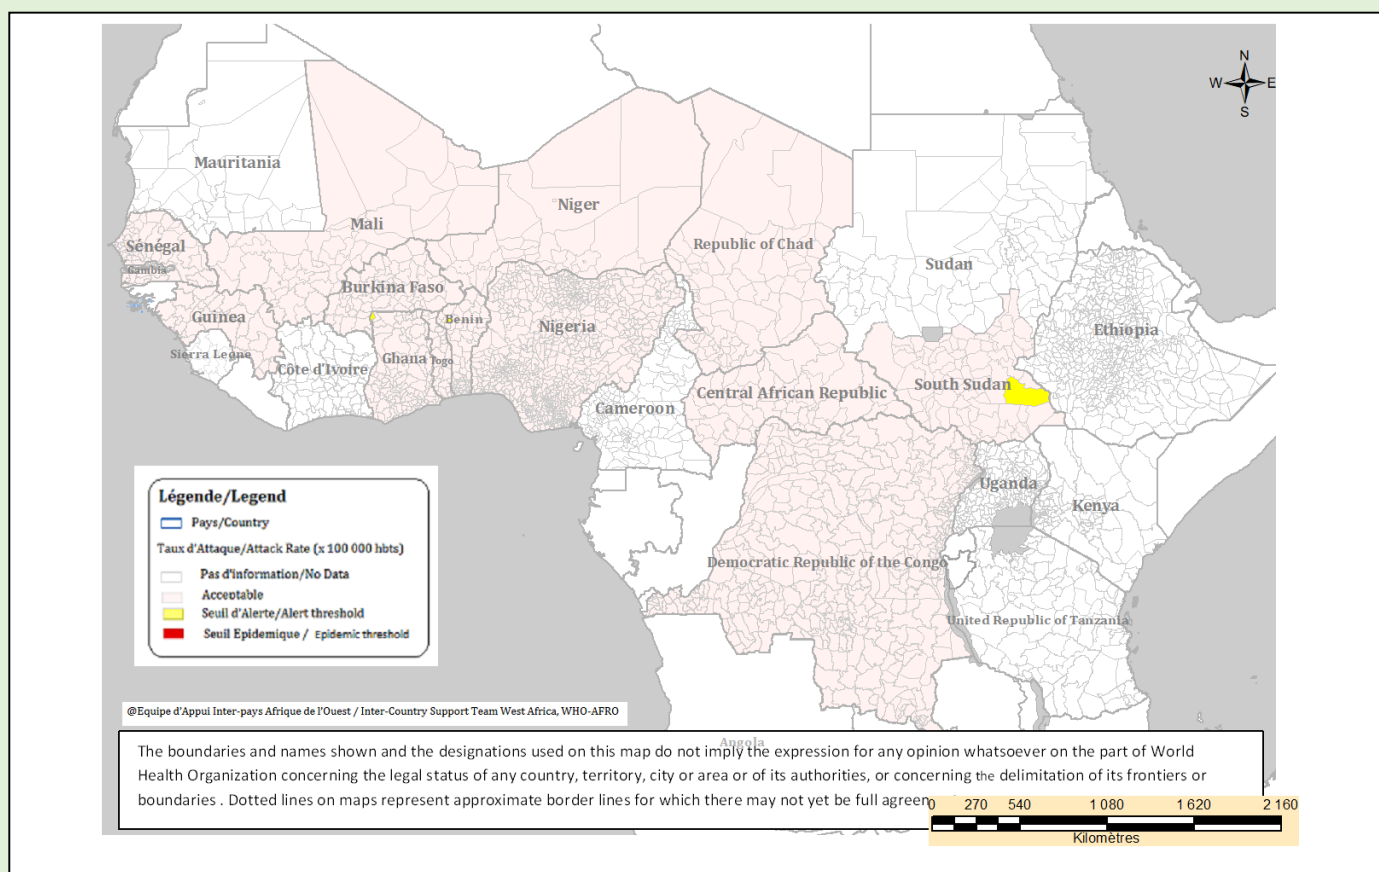 N
W E
S
Mauritania
Mali
Niger
Republic of Chad
Sudan
Sénégal
Gambia
Burkina Faso
Guinea
Benin
Nigeria
Ethiopia
Sierra Leone
Côte d'Ivoire
Ghana
Togo
Cameroon
Central African Republic
South Sudan
Uganda
Kenya
Democratic Republic of the Congo
United Republic of Tanzania
Angola
Légende/Legend
Pays/Country
Taux d'Attaque/Attack Rate (x 100 000 hbts)
Pas d'information/No Data
Acceptable
Seuil d'Alerte/Alert threshold
Seuil Epidemique / Epidemic threshold
@Equipe d'Appui Inter-pays Afrique de l'Ouest / Inter-Country Support Team West Africa, WHO-AFRO
The boundaries and names shown and the designations used on this map do not imply the expression for any opinion whatsoever on the part of World
Health Organization concerning the legal status of any country, territory, city or area or of its authorities, or concerning the delimitation of its frontiers or
boundaries . Dotted lines on maps represent approximate border lines for which there may not yet be full agreen
0 270 540 1 080 1 620 2 160
Kilomètres